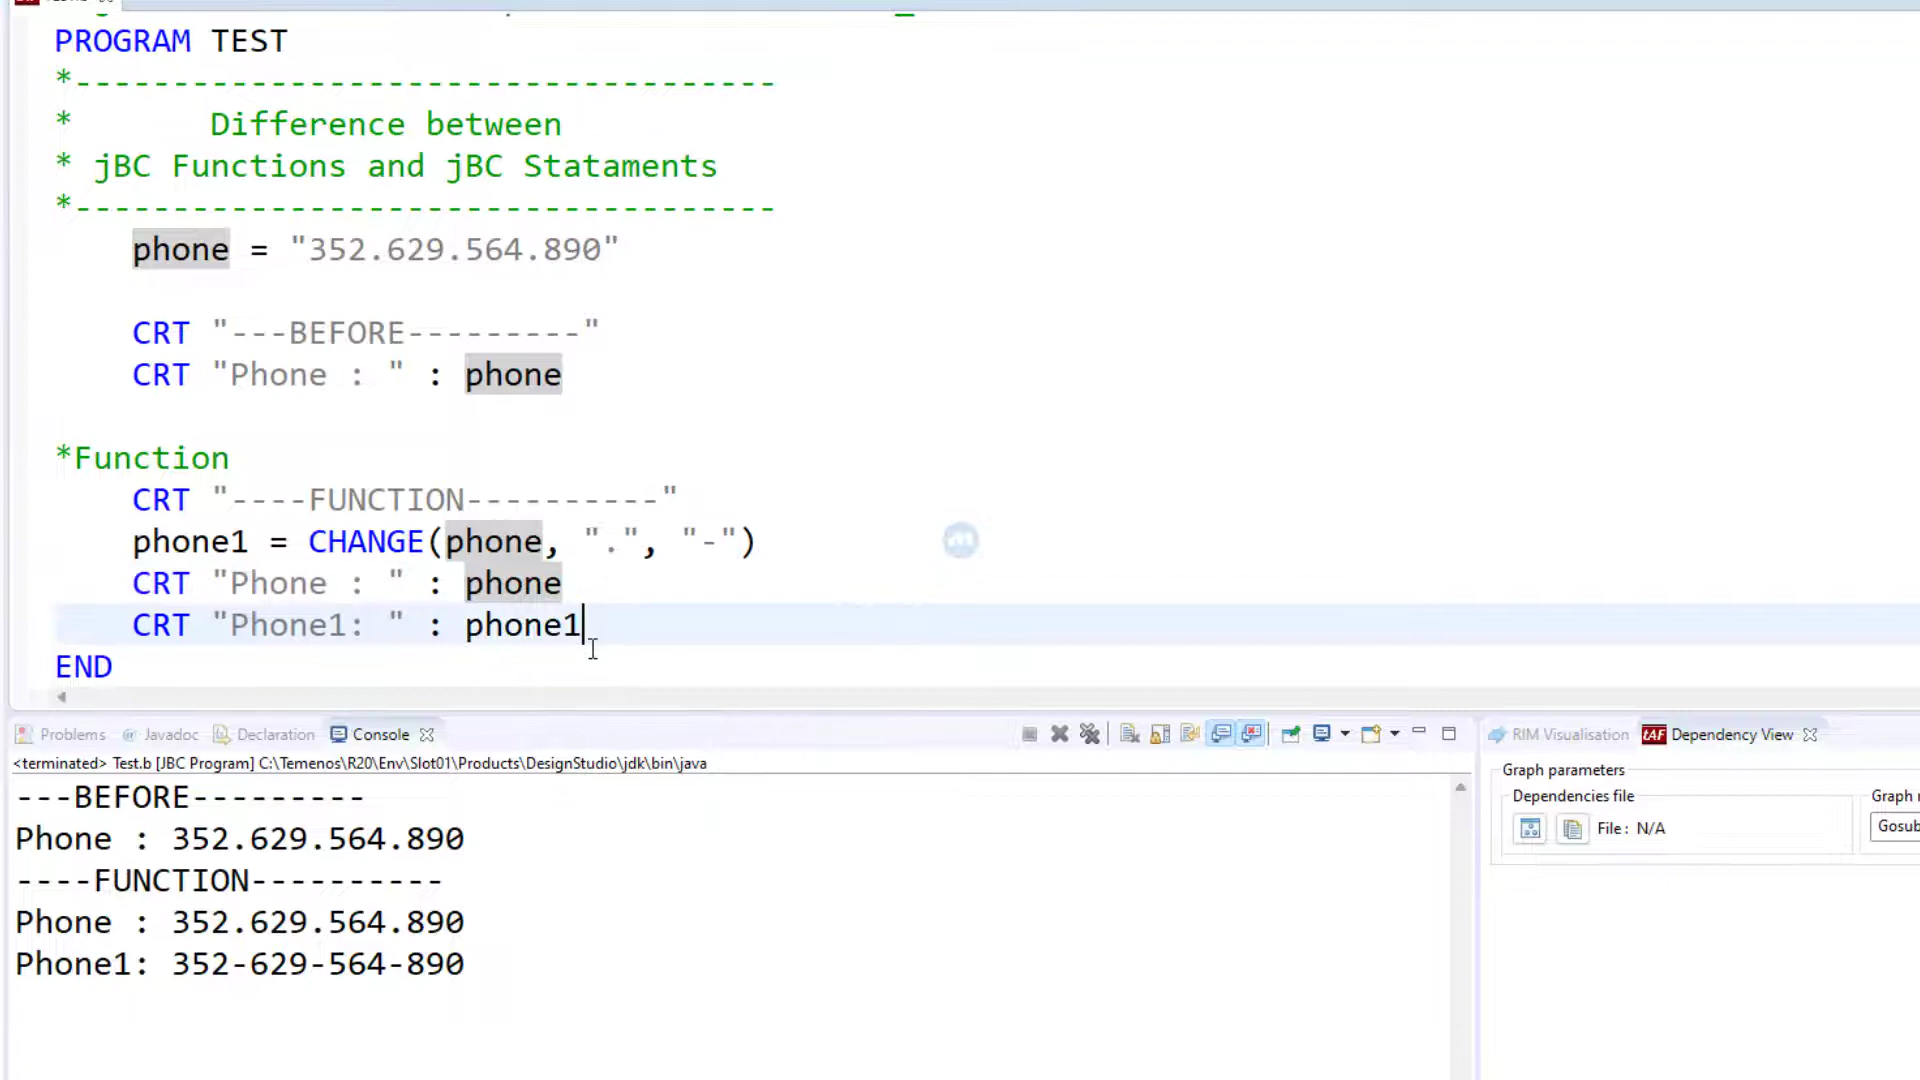 PROGRAM TEST
*------------------------------------
* Difference between
* jBC Functions and jBC Stataments
*------------------------------------
phone = "352.629.564.890"
CRT "---BEFORE---------"
CRT "Phone : " : phone
*Function
CRT "----FUNCTION----------"
phone1 = CHANGE(phone, ".", "-")
CRT "Phone : " : phone
CRT "Phone1: " : phone1
END
Problems @ Javadoc Declaration Console
<terminated> Test.b [JBC Program] C:\Temenos\R20\Env\Slot01\Products\DesignStudio\jdk\bin\java
---BEFORE---------
Phone : 352.629.564.890
----FUNCTION----------
Phone : 352.629.564.890
Phone1: 352-629-564-890
RIM Visualisation tAF Dependency View
Graph parameters
Dependencies file
File : N/A
Graph
Gosub